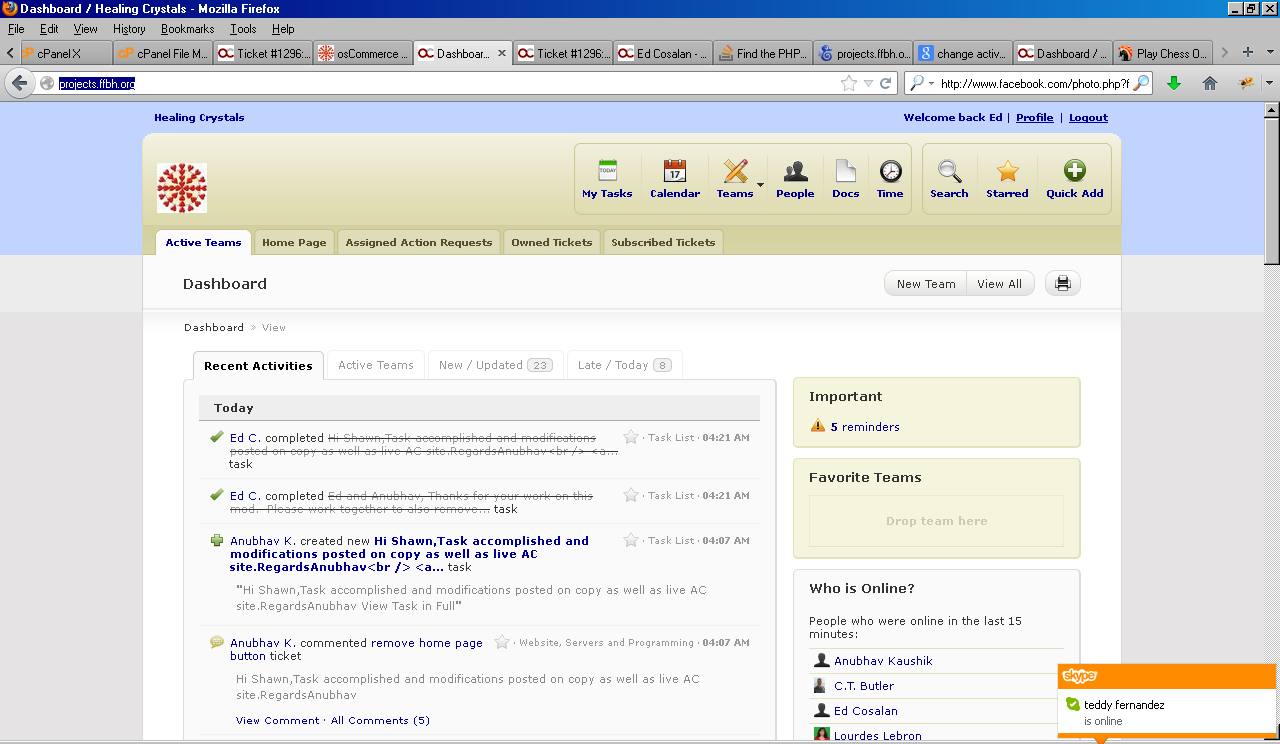 Dashboard / Healing Crystals - Mozilla Firefox
File Edit View History Bookmarks Tools Help
cPanel X cPanel File M... Ticket #1296:... osCommerce ... Dashboar... Ticket #1296:... Ed Cosalan - ... Find the PHP... projects.ffbh.o... change activ... Dashboard / ... Play Chess O...
projects.ffbh.org http://www.facebook.com/photo.php?f
Healing Crystals Welcome back Ed | Profile | Logout
TODAY 17
My Tasks Calendar Teams People Docs Time Search Starred Quick Add
Active Teams Home Page Assigned Action Requests Owned Tickets Subscribed Tickets
Dashboard New Team View All
Dashboard » View
Recent Activities Active Teams New / Updated 23 Late / Today 8
Today
Ed C. completed Hi Shawn,Task accomplished and modifications · Task List · 04:21 AM
posted on copy as well as live AC site.RegardsAnubhav<br /> <a...
task
Ed C. completed Ed and Anubhav, Thanks for your work on this · Task List · 04:21 AM
mod. Please work together to also remove... task
Anubhav K. created new Hi Shawn,Task accomplished and · Task List · 04:07 AM
modifications posted on copy as well as live AC
site.RegardsAnubhav<br /> <a... task
"Hi Shawn,Task accomplished and modifications posted on copy as well as live AC
site.RegardsAnubhav View Task in Full"
Anubhav K. commented remove home page · Website, Servers and Programming · 04:07 AM
button ticket
Hi Shawn,Task accomplished and modifications posted on copy as well as live AC
site.RegardsAnubhav
View Comment · All Comments (5)
Important
5 reminders
Favorite Teams
Drop team here
Who is Online?
People who were online in the last 15
minutes:
Anubhav Kaushik
C.T. Butler
Ed Cosalan
Lourdes Lebron
skype
teddy fernandez
is online